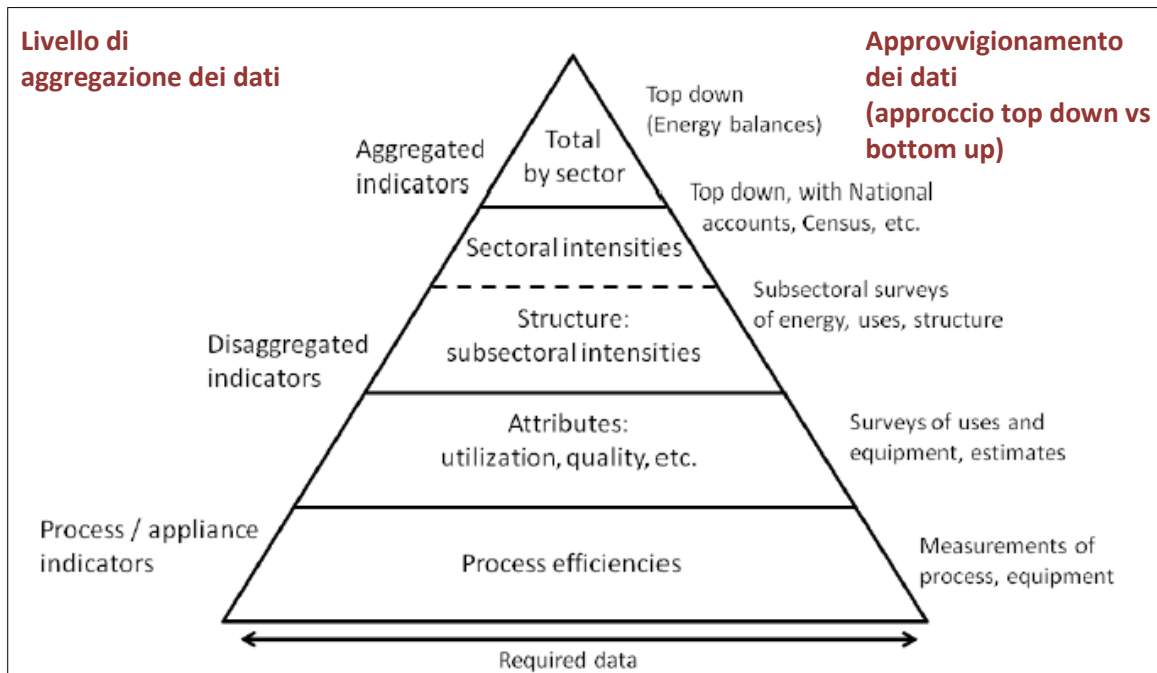 Livello di
aggregazione dei dati
Approvvigionamento
dei dati
(approccio top down vs
bottom up)
Top down
(Energy balances)
Total
by sector
Aggregated
indicators
Top down, with National
accounts, Census, etc.
Sectoral intensities
Subsectoral surveys
of energy, uses, structure
Structure:
subsectoral intensities
Disaggregated
indicators
Attributes:
utilization, quality, etc.
Surveys of uses and
equipment, estimates
Process / appliance
indicators
Process efficiencies
Measurements of
process, equipment
Required data